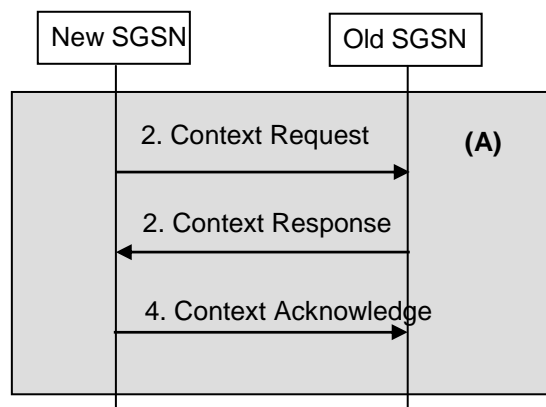 New SGSN
Old SGSN
2. Context Request
(A)
2. Context Response
4. Context Acknowledge